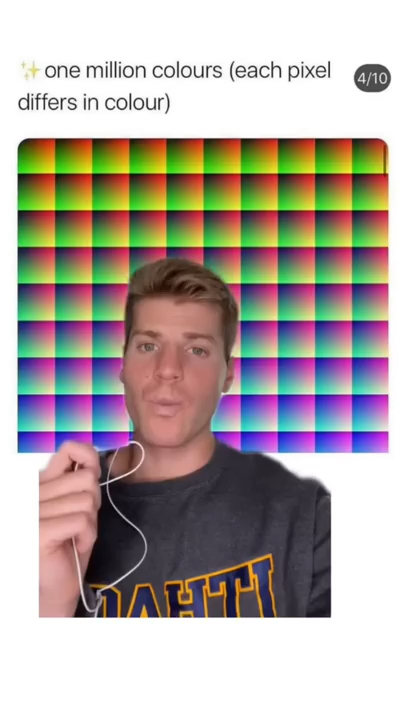 ✨ one million colours (each pixel
differs in colour)
4/10